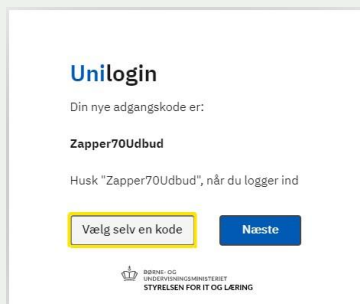 Unilogin
Din nye adgangskode er:
Zapper70Udbud
Husk "Zapper70Udbud", når du logger ind
Vælg selv en kode
Næste
BØRNE- OG
UNDERVISNINGSMINISTERIET
STYRELSEN FOR IT OG LÆRING